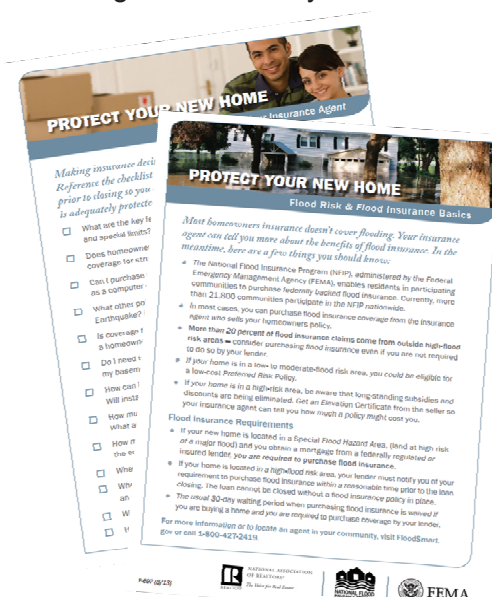 PROTECT YOUR NEW HOME
Insurance Agent
Making insurance deci
Reference the checklist
prior to closing so you
is adequately protecte
What are the key fe
and special limits?
Does homeowne
coverage for stru
Can I purchase
as a computer
What other po
Earthquake?
Is coverage f
a homeowne
Do I need
my basem
How can I
Will insta
How mu
what a
How m
the
Whe
Wh
an
W
PROTECT YOUR NEW HOME
Flood Risk & Flood Insurance Basics
Most homeowners insurance doesn't cover flooding. Your insurance
agent can tell you more about the benefits of flood insurance. In the
meantime, here are a few things you should know:
• The National Flood Insurance Program (NFIP), administered by the Federal
Emergency Management Agency (FEMA), enables residents in participating
communities to purchase federally backed flood insurance. Currently, more
than 21,800 communities participate in the NFIP nationwide.
• In most cases, you can purchase flood insurance coverage from the insurance
agent who sells your homeowners policy.
• More than 20 percent of flood insurance claims come from outside high-flood
risk areas – consider purchasing flood insurance even if you are not required
to do so by your lender.
• If your home is in a low- to moderate-flood risk area, you could be eligible for
a low-cost Preferred Risk Policy.
• If your home is in a high-risk area, be aware that long-standing subsidies and
discounts are being eliminated. Get an Elevation Certificate from the seller so
your insurance agent can tell you how much a policy might cost you.
Flood Insurance Requirements
• If your new home is located in a Special Flood Hazard Area, (land at high risk
of a major flood) and you obtain a mortgage from a federally regulated or
insured lender, you are required to purchase flood insurance.
• If your home is located in a high-flood risk area, your lender must notify you of your
requirement to purchase flood insurance within a reasonable time prior to the loan
closing. The loan cannot be closed without a flood insurance policy in place.
• The usual 30-day waiting period when purchasing flood insurance is waived if
you are buying a home and you are required to purchase coverage by your lender.
For more information or to locate an agent in your community, visit FloodSmart.
gov or call 1-800-427-2419.
F-697 (8/13)
REALTOR
NATIONAL ASSOCIATION
OF REALTORS®
The Voice for Real Estate®
NATIONAL FLOOD
FEMA